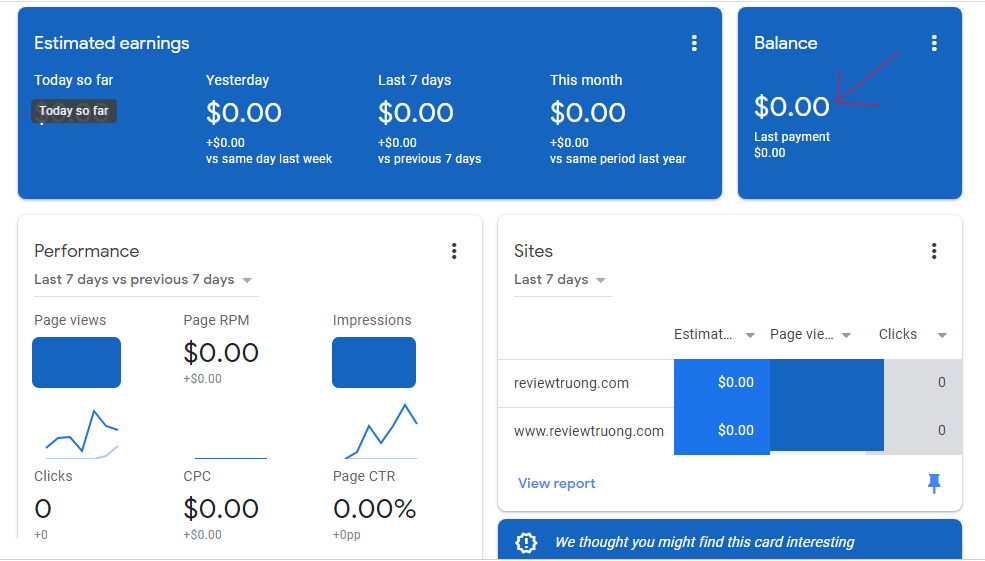 Estimated earnings
Today so far
Today so far
Yesterday
$0.00
+$0.00
vs same day last week
Last 7 days
$0.00
+$0.00
vs previous 7 days
This month
$0.00
+$0.00
vs same period last year
Balance
$0.00
Last payment
$0.00
Performance
Last 7 days vs previous 7 days
Page views
Page RPM
$0.00
+$0.00
Impressions
Clicks
0
+0
CPC
$0.00
+$0.00
Page CTR
0.00%
+0pp
Sites
Last 7 days
Estimat... Page vie... Clicks
reviewtruong.com $0.00 0
www.reviewtruong.com $0.00 0
View report
We thought you might find this card interesting